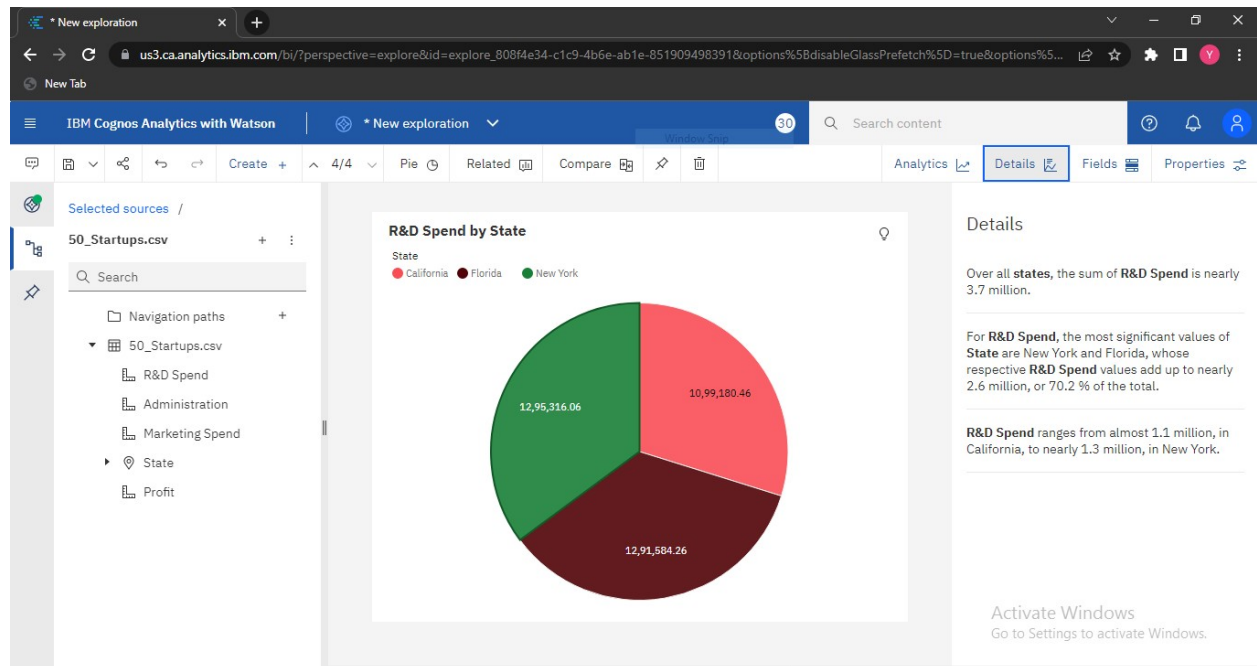 * New exploration
us3.ca.analytics.ibm.com/bi/?perspective=explore&id=explore_808f4e34-c1c9-4b6e-ab1e-851909498391&options%5BdisableGlassPrefetch%5D=true&options%5...
Y
New Tab
IBM Cognos Analytics with Watson
* New exploration
30
Search content
Window Snip
Create +
4/4
Pie
Related
Compare
Analytics
Details
Fields
Properties
Selected sources /
50_Startups.csv
Search
Navigation paths
50_Startups.csv
R&D Spend
Administration
Marketing Spend
State
Profit
R&D Spend by State
State
California Florida New York
12,95,316.06
10,99,180.46
12,91,584.26
Details
Over all states, the sum of R&D Spend is nearly
3.7 million.
For R&D Spend, the most significant values of
State are New York and Florida, whose
respective R&D Spend values add up to nearly
2.6 million, or 70.2 % of the total.
R&D Spend ranges from almost 1.1 million, in
California, to nearly 1.3 million, in New York.
Activate Windows
Go to Settings to activate Windows.